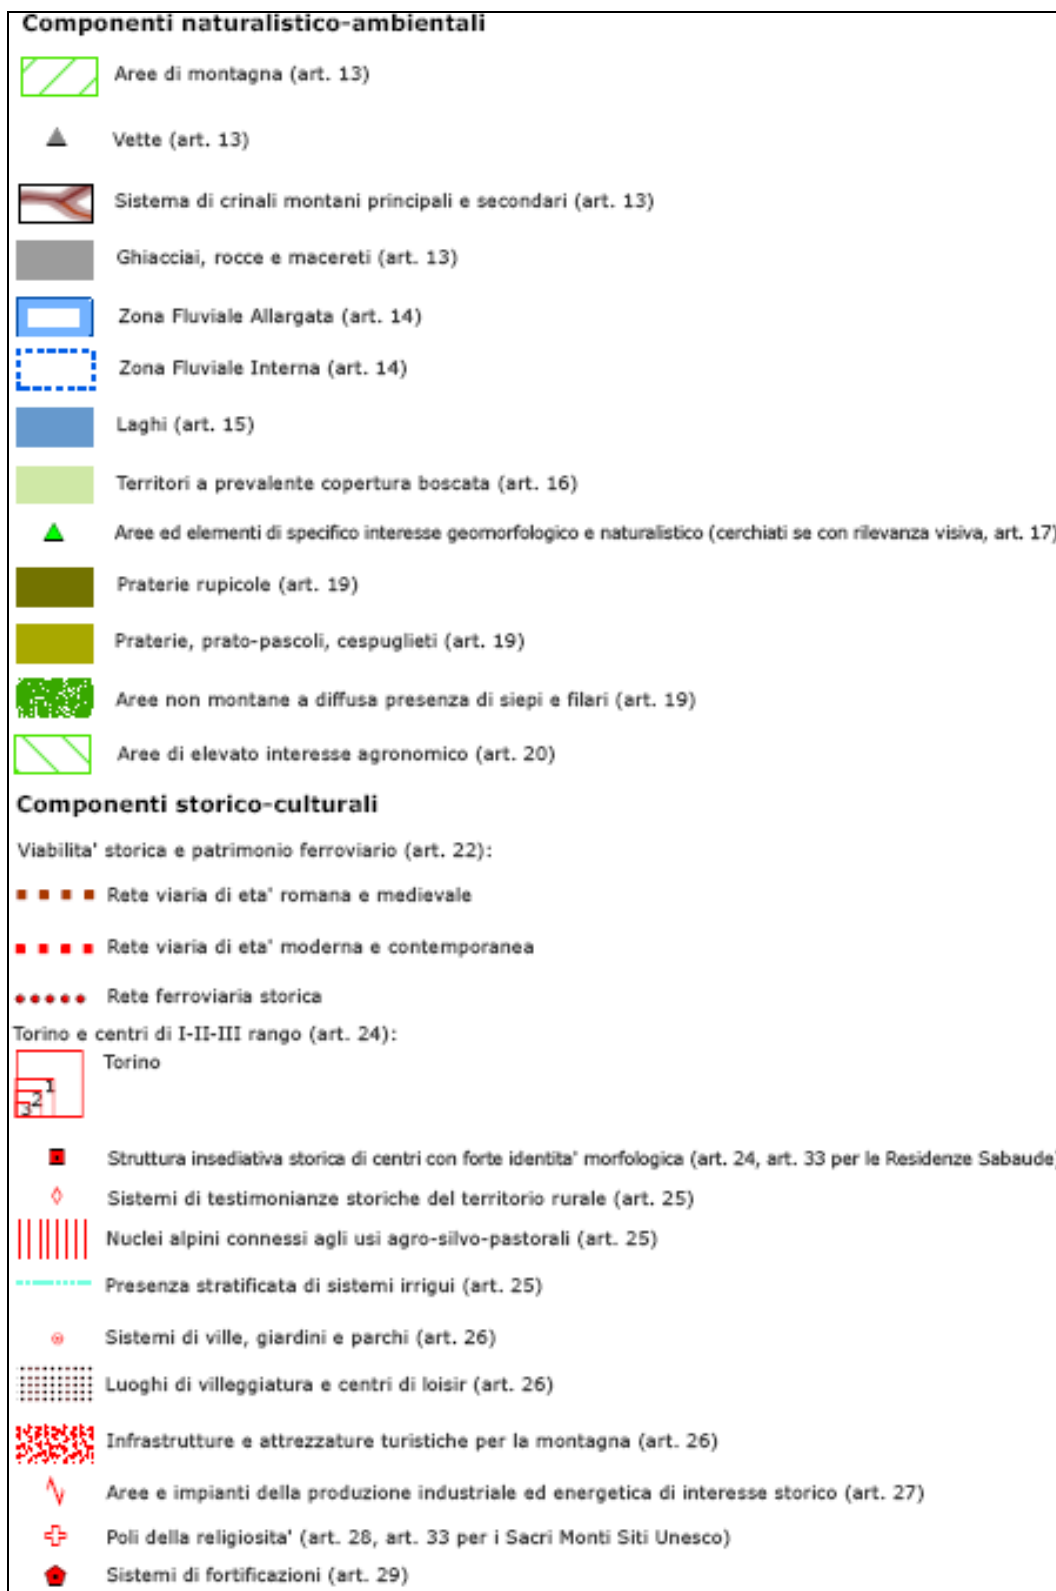 Componenti naturalistico-ambientali
Aree di montagna (art. 13)
Vette (art. 13)
Sistema di crinali montani principali e secondari (art. 13)
Ghiacciai, rocce e macereti (art. 13)
Zona Fluviale Allargata (art. 14)
Zona Fluviale Interna (art. 14)
Laghi (art. 15)
Territori a prevalente copertura boscata (art. 16)
Aree ed elementi di specifico interesse geomorfologico e naturalistico (cerchiati se con rilevanza visiva, art. 17)
Praterie rupicole (art. 19)
Praterie, prato-pascoli, cespuglieti (art. 19)
Aree non montane a diffusa presenza di siepi e filari (art. 19)
Aree di elevato interesse agronomico (art. 20)
Componenti storico-culturali
Viabilita' storica e patrimonio ferroviario (art. 22):
Rete viaria di eta' romana e medievale
Rete viaria di eta' moderna e contemporanea
Rete ferroviaria storica
Torino e centri di I-II-III rango (art. 24):
Torino
1
2
3
Struttura insediativa storica di centri con forte identita' morfologica (art. 24, art. 33 per le Residenze Sabaude)
Sistemi di testimonianze storiche del territorio rurale (art. 25)
Nuclei alpini connessi agli usi agro-silvo-pastorali (art. 25)
Presenza stratificata di sistemi irrigui (art. 25)
Sistemi di ville, giardini e parchi (art. 26)
Luoghi di villeggiatura e centri di loisir (art. 26)
Infrastrutture e attrezzature turistiche per la montagna (art. 26)
Aree e impianti della produzione industriale ed energetica di interesse storico (art. 27)
Poli della religiosita' (art. 28, art. 33 per i Sacri Monti Siti Unesco)
Sistemi di fortificazioni (art. 29)